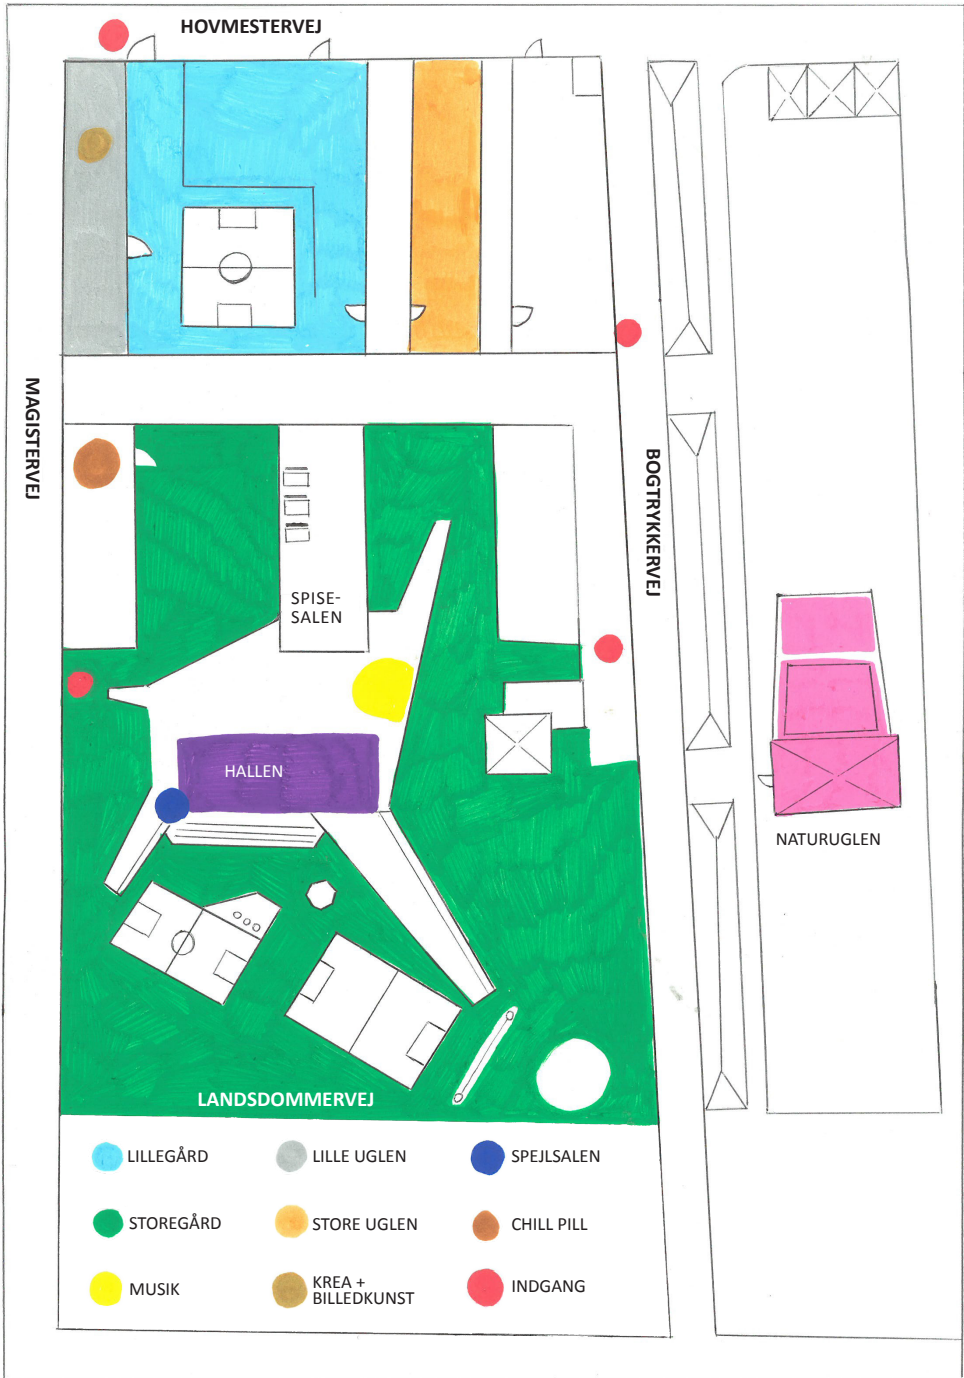 HOVMESTERVEJ
MAGISTERVEJ
BOGTRYKKERVEJ
SPISE-
SALEN
HALLEN
NATURUGLEN
LANDSDOMMERVEJ
LILLEGÅRD
LILLE UGLEN
SPEJLSALEN
STOREGÅRD
STORE UGLEN
CHILL PILL
MUSIK
KREA +
BILLEDKUNST
INDGANG